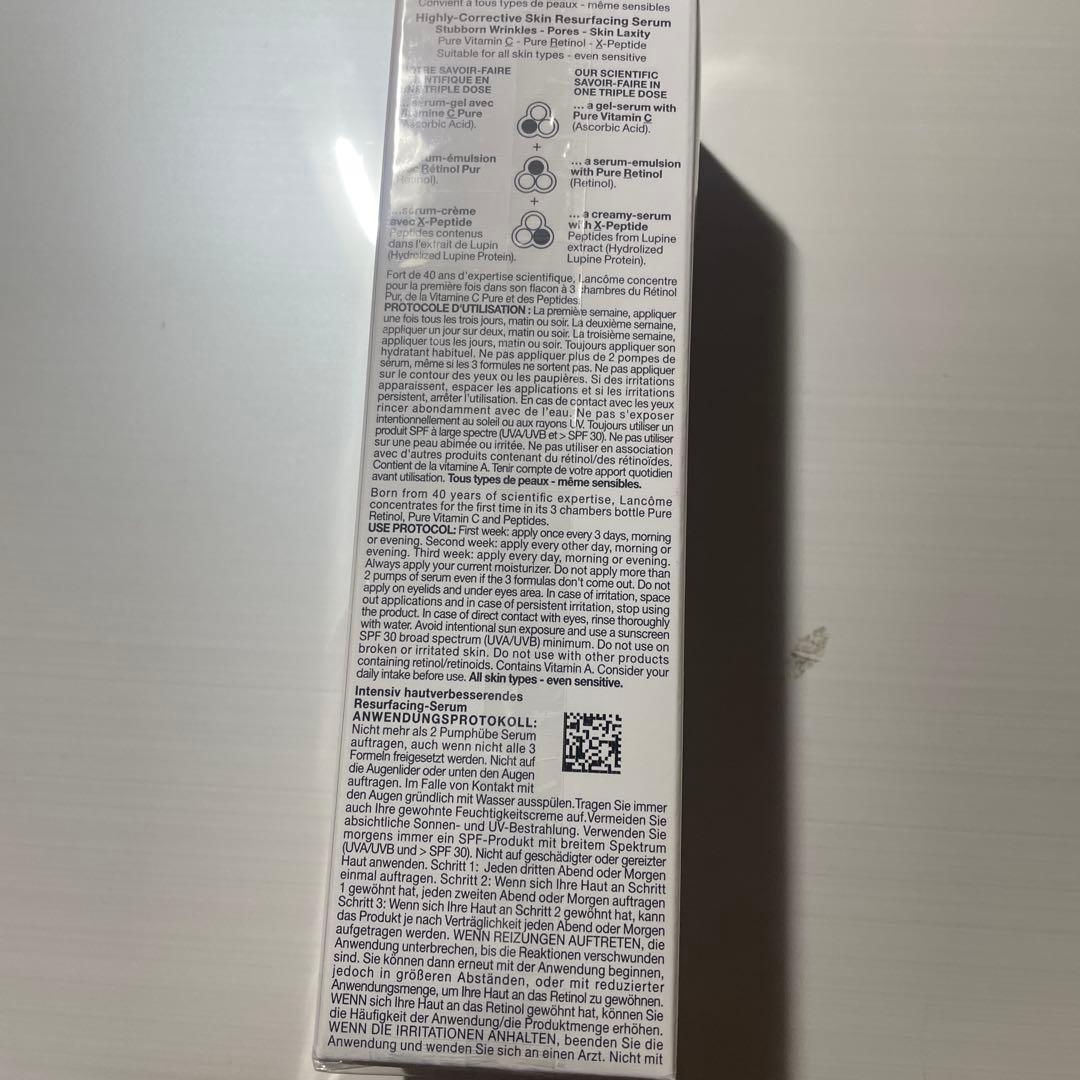 Convient à tous types de peaux - même sensibles
Highly-Corrective Skin Resurfacing Serum
Stubborn Wrinkles - Pores - Skin Laxity
Pure Vitamin C - Pure Retinol - X-Peptide
Suitable for all skin types - even sensitive
SAVOIR-FAIRE
EN
TRIPLE DOSE
...serum-gel avec
Vitamine C Pure
(Ascorbic Acid).
Rétinol Pur
(Retinol).
...serum-crème
avec X-Peptide
Peptides contenus
dans l'extrait de Lupin
(Hydrolized Lupine Protein).
OUR SCIENTIFIC
SAVOIR-FAIRE IN
ONE TRIPLE DOSE
... a gel-serum with
Pure Vitamin C
(Ascorbic Acid).
+
... a serum-emulsion
with Pure Retinol
(Retinol).
+
... a creamy-serum
with X-Peptide
Peptides from Lupine
extract (Hydrolized
Lupine Protein).
Fort de 40 ans d'expertise scientifique, Lancôme concentre
pour la première fois dans son flacon à 3 chambres du Rétinol
Pur, de la Vitamine C Pure et des Peptides.
PROTOCOLE D'UTILISATION : La première semaine, appliquer
une fois tous les trois jours, matin ou soir. La deuxième semaine,
appliquer un jour sur deux, matin ou soir. La troisième semaine,
appliquer tous les jours, matin ou soir. Toujours appliquer son
hydratant habituel. Ne pas appliquer plus de 2 pompes de
sérum, même si les 3 formules ne sortent pas. Ne pas appliquer
sur le contour des yeux ou les paupières. Si des irritations
apparaissent, espacer les applications et si les irritations
persistent, arrêter l'utilisation. En cas de contact avec les yeux
rincer abondamment avec de l'eau. Ne pas s'exposer
intentionnellement au soleil ou aux rayons UV. Toujours utiliser un
produit SPF à large spectre (UVA/UVB et > SPF 30). Ne pas utiliser
sur une peau abimée ou irritée. Ne pas utiliser en association
avec d'autres produits contenant du rétinol/des rétinoïdes.
Contient de la vitamine A. Tenir compte de votre apport quotidien
avant utilisation. Tous types de peaux - même sensibles.
Born from 40 years of scientific expertise, Lancôme
concentrates for the first time in its 3 chambers bottle Pure
Retinol, Pure Vitamin C and Peptides.
USE PROTOCOL: First week: apply once every 3 days, morning
or evening. Second week: apply every other day, morning or
evening. Third week: apply every day, morning or evening.
Always apply your current moisturizer. Do not apply more than
2 pumps of serum even if the 3 formulas don't come out. Do not
apply on eyelids and under eyes area. In case of irritation, space
out applications and in case of persistent irritation, stop using
the product. In case of direct contact with eyes, rinse thoroughly
with water. Avoid intentional sun exposure and use a sunscreen
SPF 30 broad spectrum (UVA/UVB) minimum. Do not use on
broken or irritated skin. Do not use with other products
containing retinol/retinoids. Contains Vitamin A. Consider your
daily intake before use. All skin types - even sensitive.
Intensiv hautverbesserendes
Resurfacing-Serum
ANWENDUNGSPROTOKOLL:
Nicht mehr als 2 Pumphübe Serum
auftragen, auch wenn nicht alle 3
Formeln freigesetzt werden. Nicht auf
die Augenlider oder unten den Augen
auftragen. Im Falle von Kontakt mit
den Augen gründlich mit Wasser ausspülen.Tragen Sie immer
auch Ihre gewohnte Feuchtigkeitscreme auf.Vermeiden Sie
absichtliche Sonnen- und UV-Bestrahlung. Verwenden Sie
morgens immer ein SPF-Produkt mit breitem Spektrum
(UVA/UVB und > SPF 30). Nicht auf geschädigter oder gereizter
Haut anwenden. Schritt 1: Jeden dritten Abend oder Morgen
einmal auftragen. Schritt 2: Wenn sich Ihre Haut an Schritt
1 gewöhnt hat, jeden zweiten Abend oder Morgen auftragen
Schritt 3: Wenn sich Ihre Haut an Schritt 2 gewöhnt hat, kann
das Produkt je nach Verträglichkeit jeden Abend oder Morgen
aufgetragen werden. WENN REIZUNGEN AUFTRETEN, die
Anwendung unterbrechen, bis die Reaktionen verschwunden
sind. Sie können dann erneut mit der Anwendung beginnen,
jedoch in größeren Abständen, oder mit reduzierter
Anwendungsmenge, um Ihre Haut an das Retinol zu gewöhnen.
WENN sich Ihre Haut an das Retinol gewöhnt hat, können Sie
die Häufigkeit der Anwendung/die Produktmenge erhöhen.
WENN DIE IRRITATIONEN ANHALTEN, beenden Sie die
Anwendung und wenden Sie sich an einen Arzt. Nicht mit